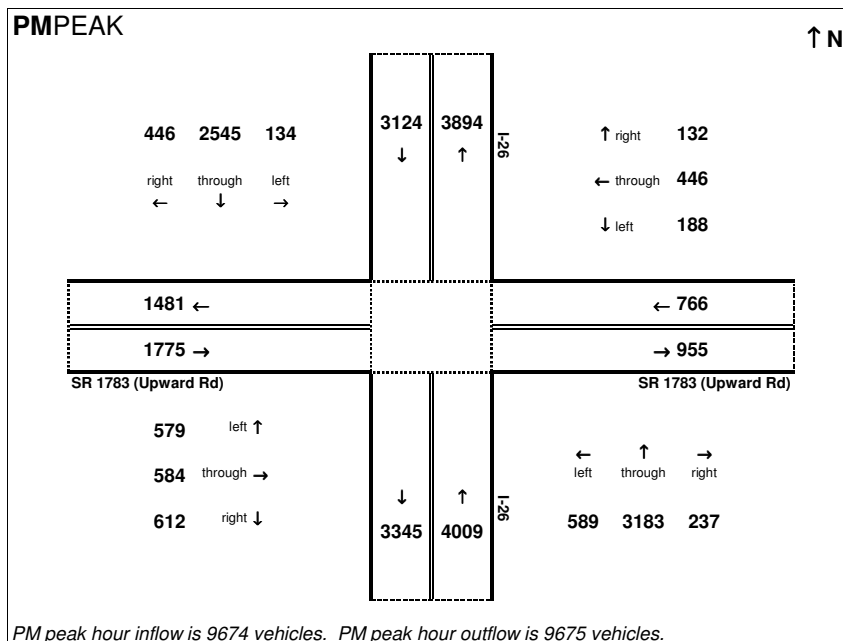 PMPEAK
↑ N
446 2545 134
right through left
← ↓ →
3124 3894
↓ ↑
I-26
↑ right 132
← through 446
↓ left 188
1481 ←
1775 →
← 766
→ 955
SR 1783 (Upward Rd)
SR 1783 (Upward Rd)
579 left ↑
584 through →
612 right ↓
↓ ↑
3345 4009
I-26
← ↑ →
left through right
589 3183 237
PM peak hour inflow is 9674 vehicles. PM peak hour outflow is 9675 vehicles.